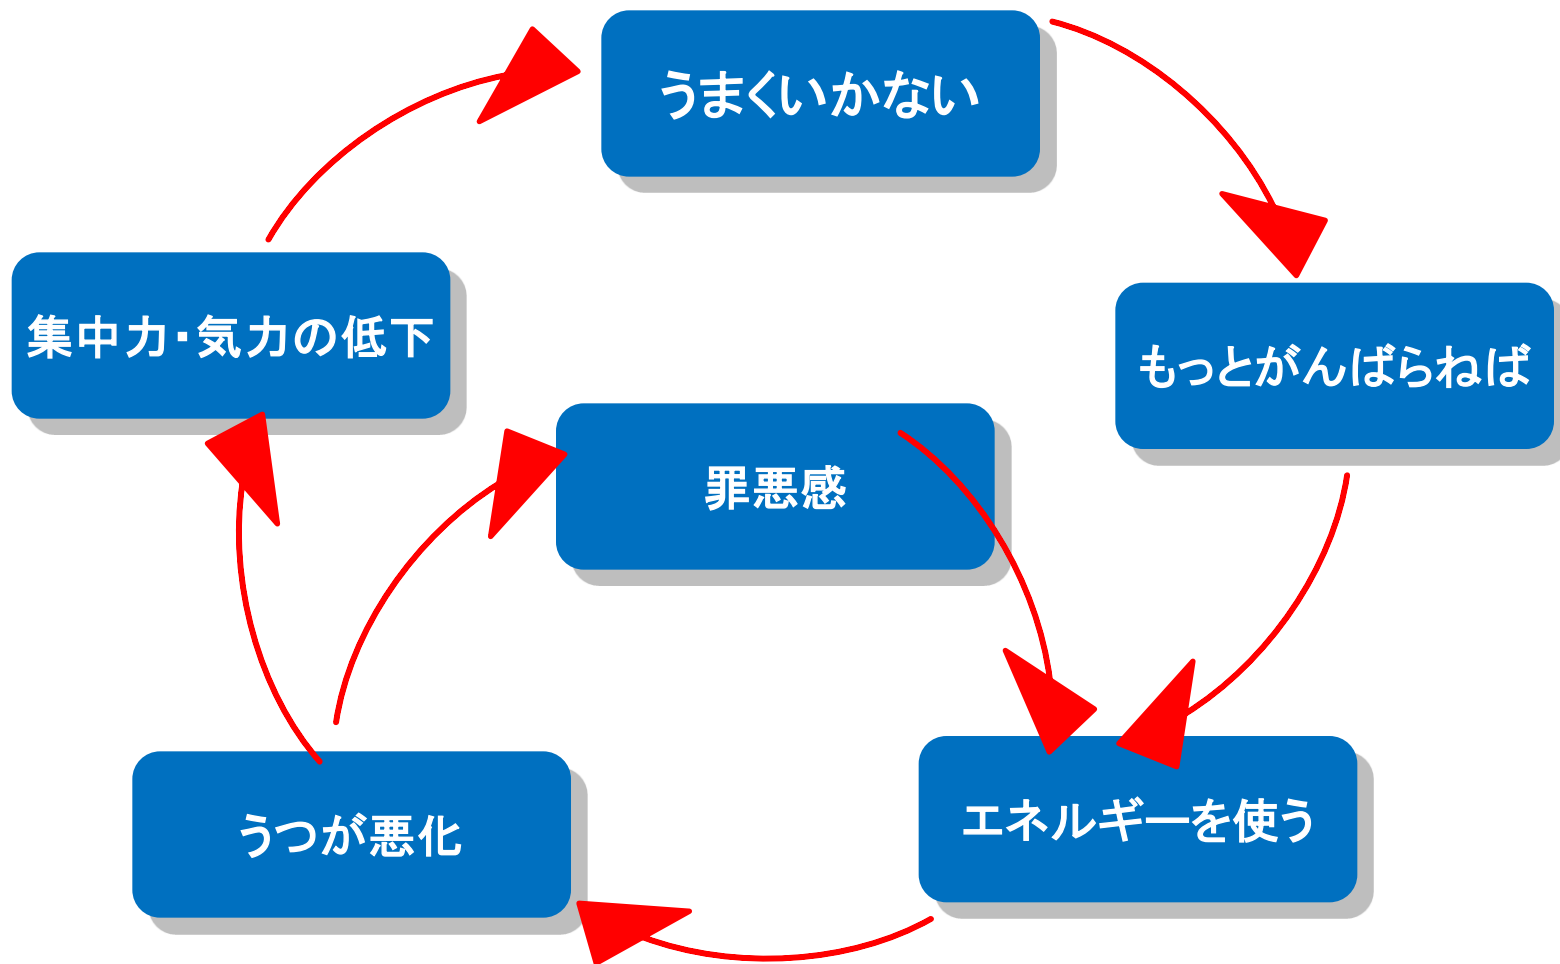 うまくいかない
集中力・気力の低下
もっとがんばらねば
罪悪感
うつが悪化
エネルギーを使う